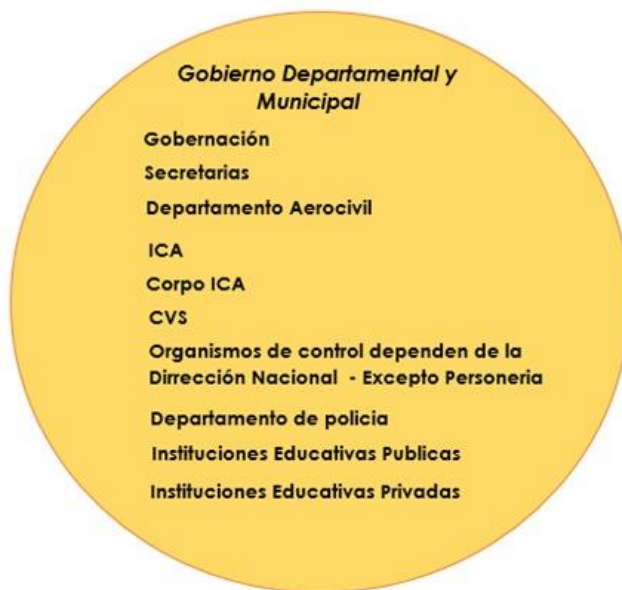 Gobierno Departamental y
Municipal
Gobernación
Secretarias
Departamento Aerocivil
ICA
Corpo ICA
CVS
Organismos de control dependen de la
Dirrección Nacional - Excepto Personeria
Departamento de policia
Instituciones Educativas Publicas
Instituciones Educativas Privadas